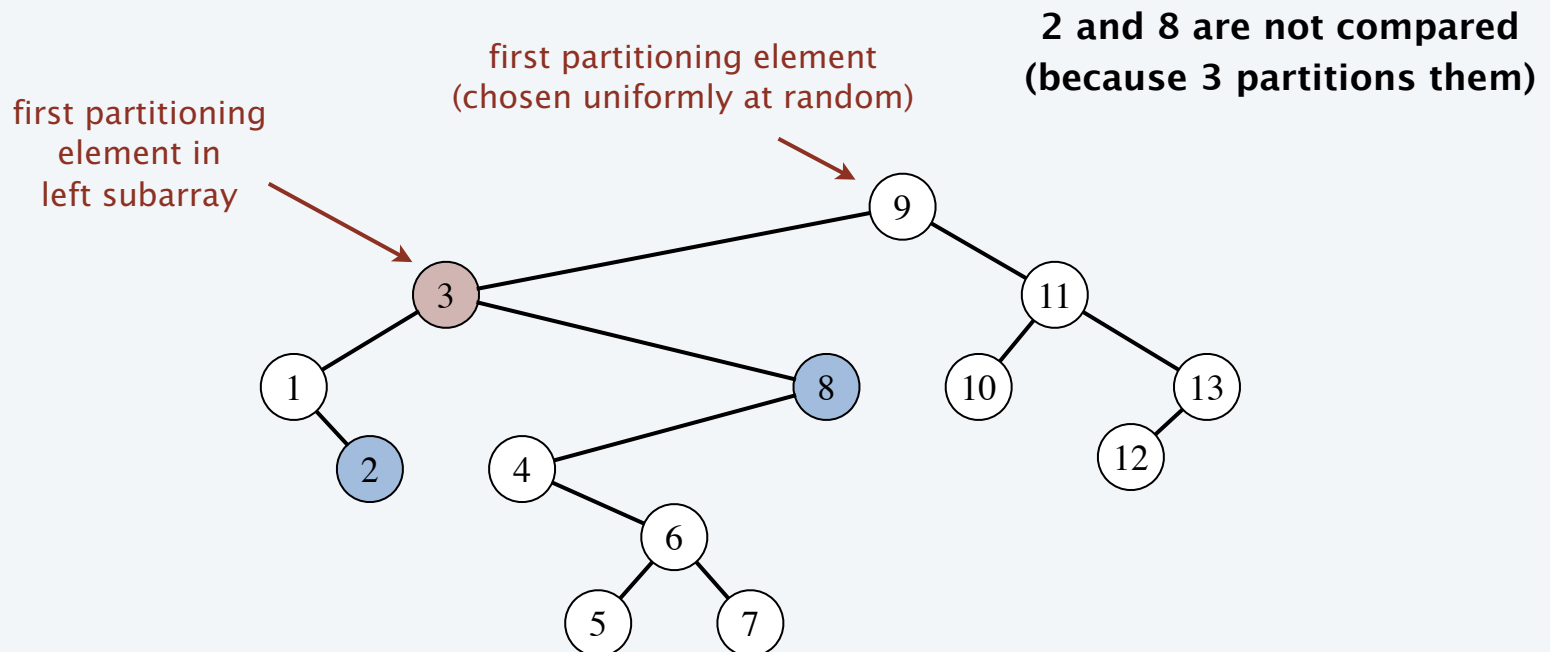 2 and 8 are not compared
(because 3 partitions them)
first partitioning element
(chosen uniformly at random)
first partitioning
element in
left subarray
9
3
11
1
8
10
13
2
4
12
6
5
7